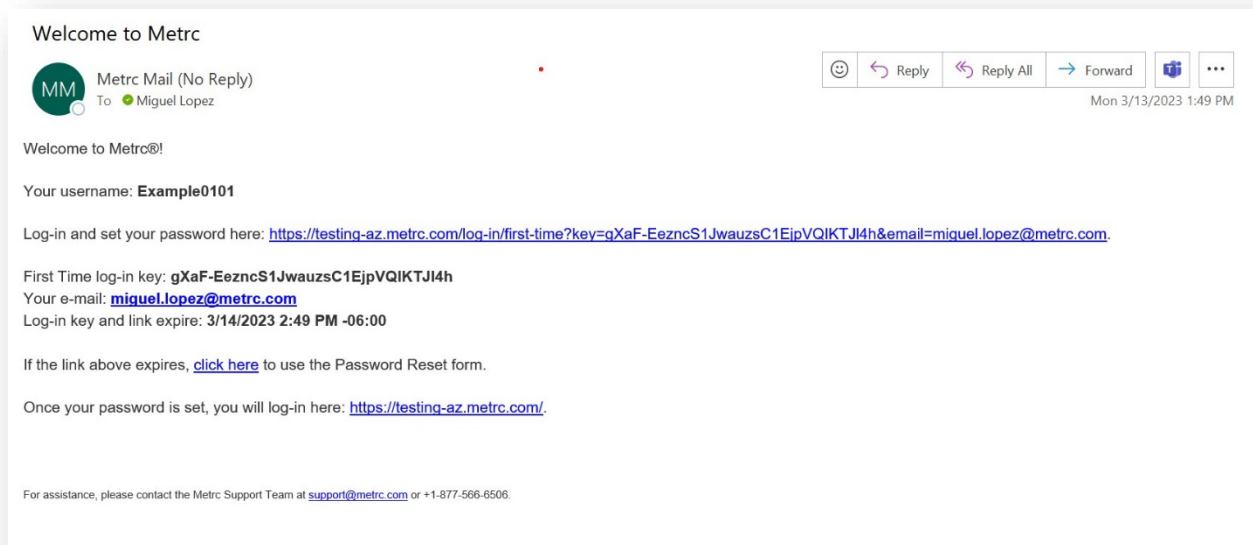 Welcome to Metrc
MM
Metrc Mail (No Reply)
To Miguel Lopez
Reply
Reply All
Forward
Mon 3/13/2023 1:49 PM
Welcome to Metrc®!
Your username: Example0101
Log-in and set your password here: https://testing-az.metrc.com/log-in/first-time?key=gXaF-EezncS1JwauzsC1EjpVQIKTJI4h&email=miguel.lopez@metrc.com.
First Time log-in key: gXaF-EezncS1JwauzsC1EjpVQIKTJI4h
Your e-mail: miguel.lopez@metrc.com
Log-in key and link expire: 3/14/2023 2:49 PM -06:00
If the link above expires, click here to use the Password Reset form.
Once your password is set, you will log-in here: https://testing-az.metrc.com/.
For assistance, please contact the Metrc Support Team at support@metrc.com or +1-877-566-6506.